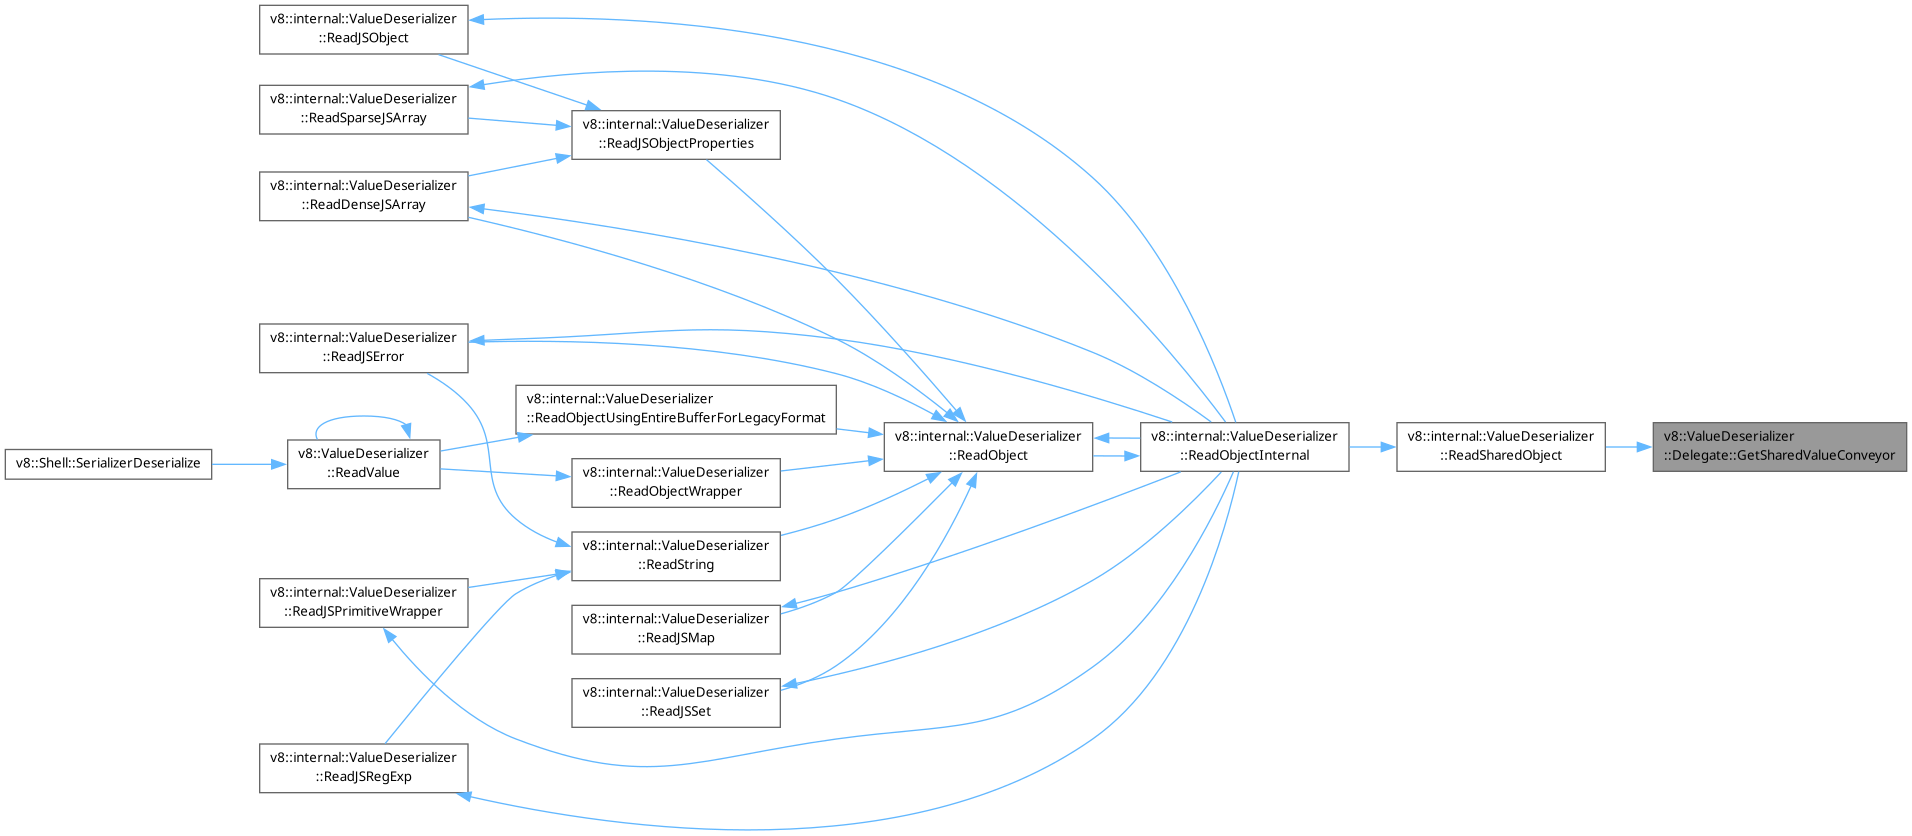 v8::internal::ValueDeserializer
::ReadJSObject
v8::internal::ValueDeserializer
::ReadSparseJSArray
v8::internal::ValueDeserializer
::ReadJSObjectProperties
v8::internal::ValueDeserializer
::ReadDenseJSArray
v8::internal::ValueDeserializer
::ReadJSError
v8::internal::ValueDeserializer
::ReadObjectUsingEntireBufferForLegacyFormat
v8::Shell::SerializerDeserialize
v8::ValueDeserializer
::ReadValue
v8::internal::ValueDeserializer
::ReadObject
v8::internal::ValueDeserializer
::ReadObjectInternal
v8::internal::ValueDeserializer
::ReadSharedObject
v8::ValueDeserializer
::Delegate::GetSharedValueConveyor
v8::internal::ValueDeserializer
::ReadObjectWrapper
v8::internal::ValueDeserializer
::ReadString
v8::internal::ValueDeserializer
::ReadJSPrimitiveWrapper
v8::internal::ValueDeserializer
::ReadJSMap
v8::internal::ValueDeserializer
::ReadJSSet
v8::internal::ValueDeserializer
::ReadJSRegExp